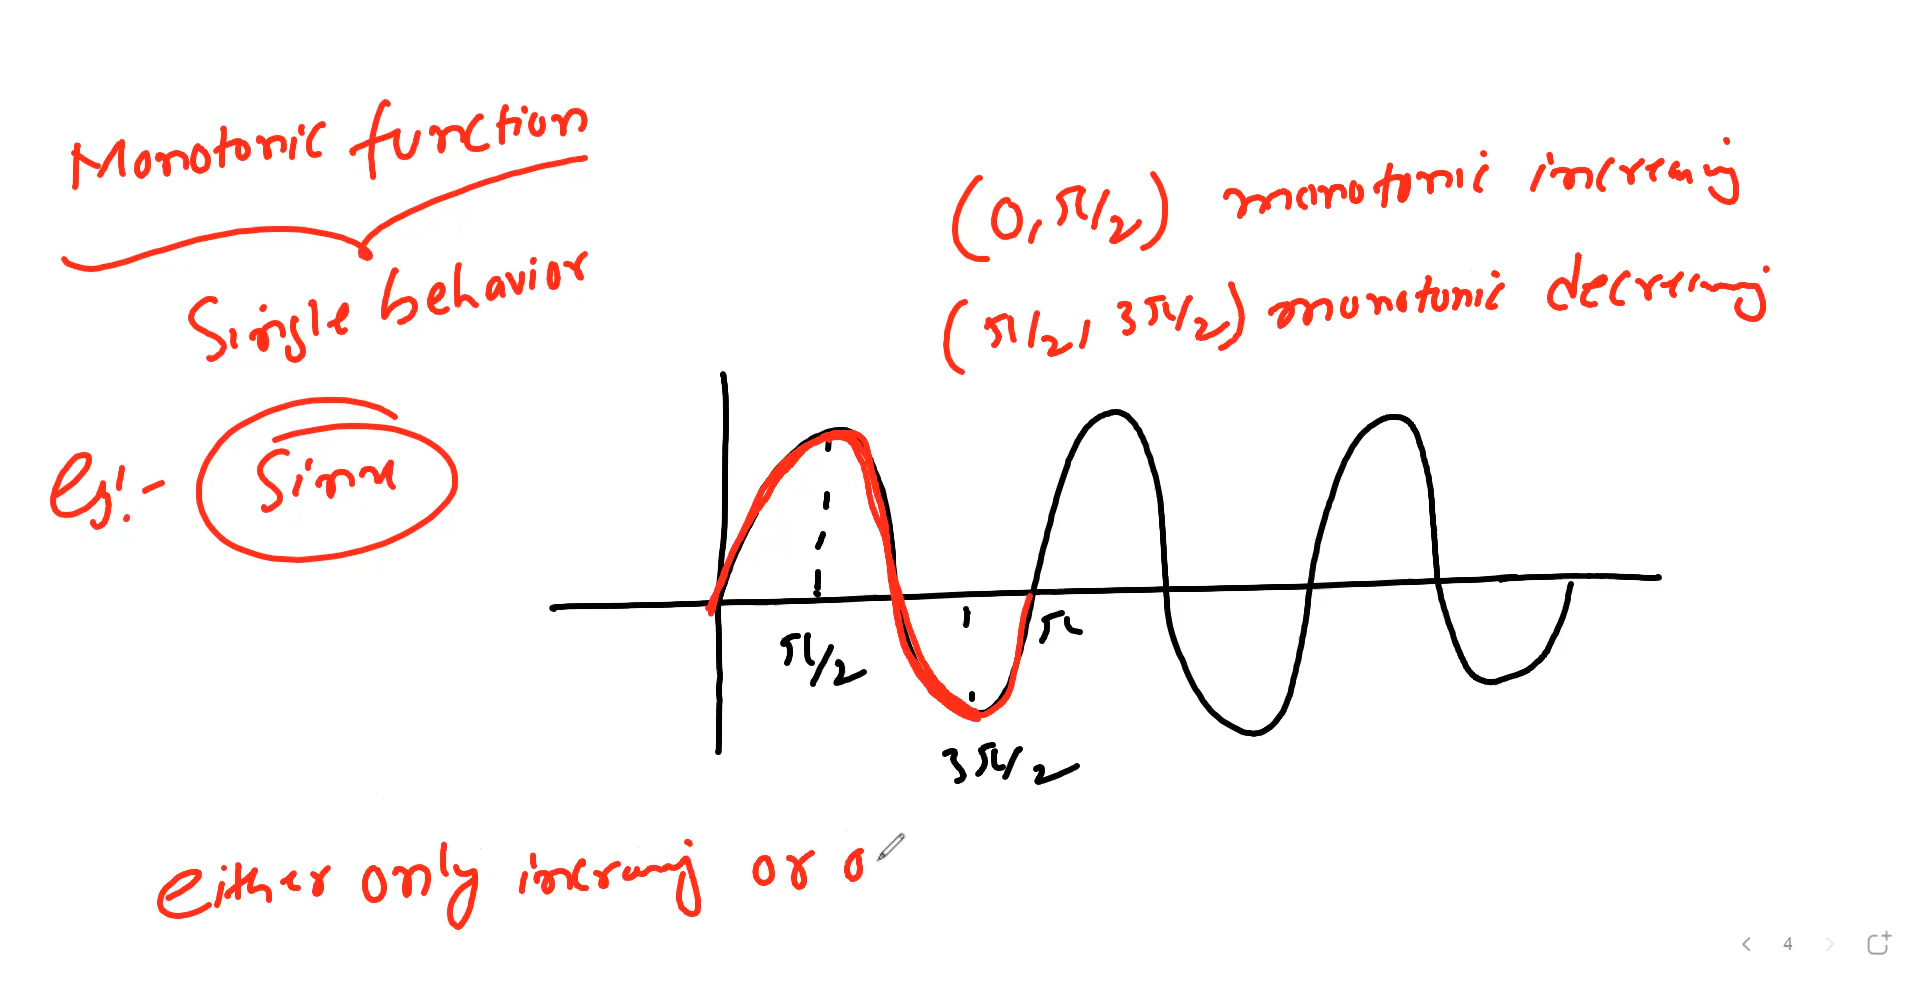 Monotonic function
Single behavior
(0, π/2) monotonic increasing
(π/2, 3π/2) monotonic decreasing
eg:- Sinx
π/2
π
3π/2
either only increasing or o
4